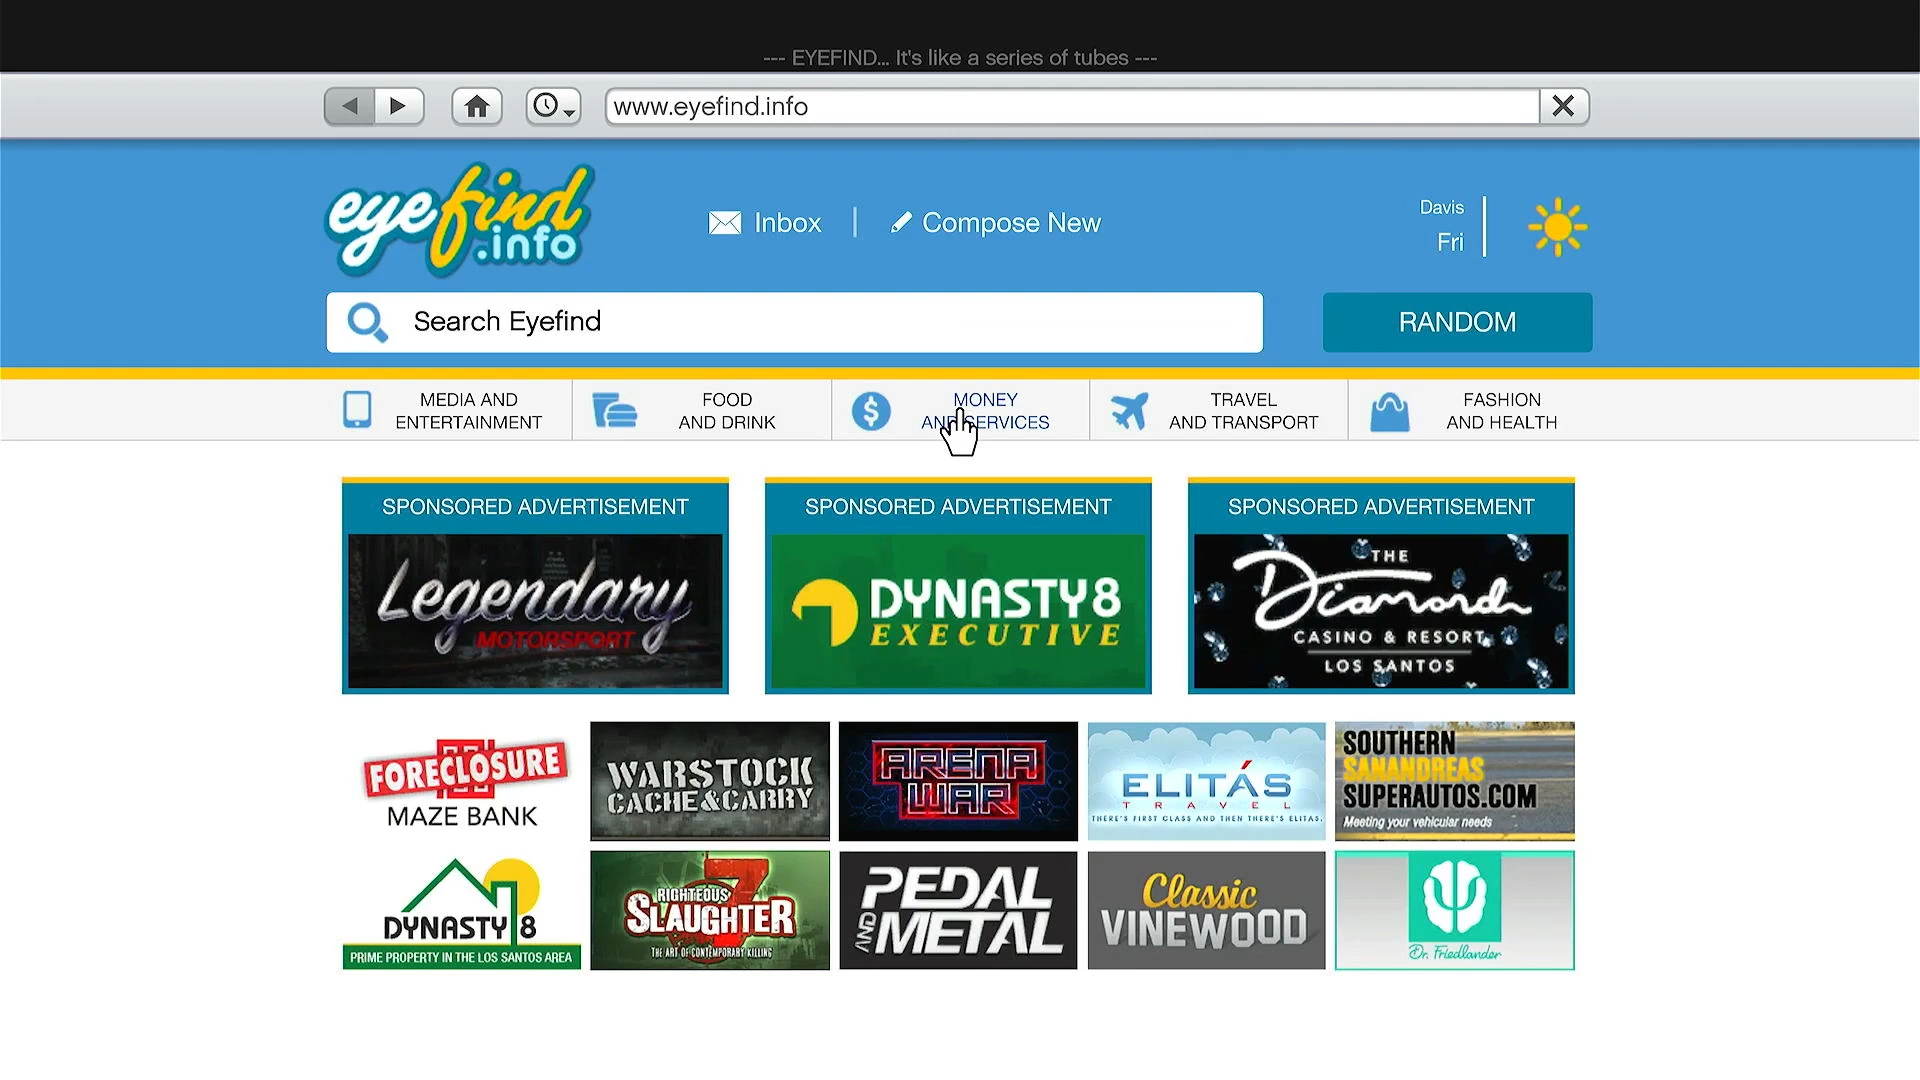 --- EYEFIND... It's like a series of tubes ---
www.eyefind.info
eyefind
.info
Inbox
Compose New
Davis
Fri
Search Eyefind
RANDOM
MEDIA AND
ENTERTAINMENT
FOOD
AND DRINK
MONEY
AND SERVICES
TRAVEL
AND TRANSPORT
FASHION
AND HEALTH
SPONSORED ADVERTISEMENT
Legendary
MOTORSPORT
SPONSORED ADVERTISEMENT
DYNASTY8
EXECUTIVE
SPONSORED ADVERTISEMENT
THE
Diamond
CASINO & RESORT
LOS SANTOS
FORECLOSURE
MAZE BANK
WARSTOCK
CACHE&CARRY
ARENA
WAR
ELITÁS
TRAVEL
THERE'S FIRST CLASS AND THEN THERE'S ELITAS.
SOUTHERN
SANANDREAS
SUPERAUTOS.COM
Meeting your vehicular needs
DYNASTY 8
PRIME PROPERTY IN THE LOS SANTOS AREA
RIGHTEOUS
SLAUGHTER
7
THE ART OF CONTEMPORARY KILLING
PEDAL
AND
METAL
Classic
VINEWOOD
Dr. Friedlander